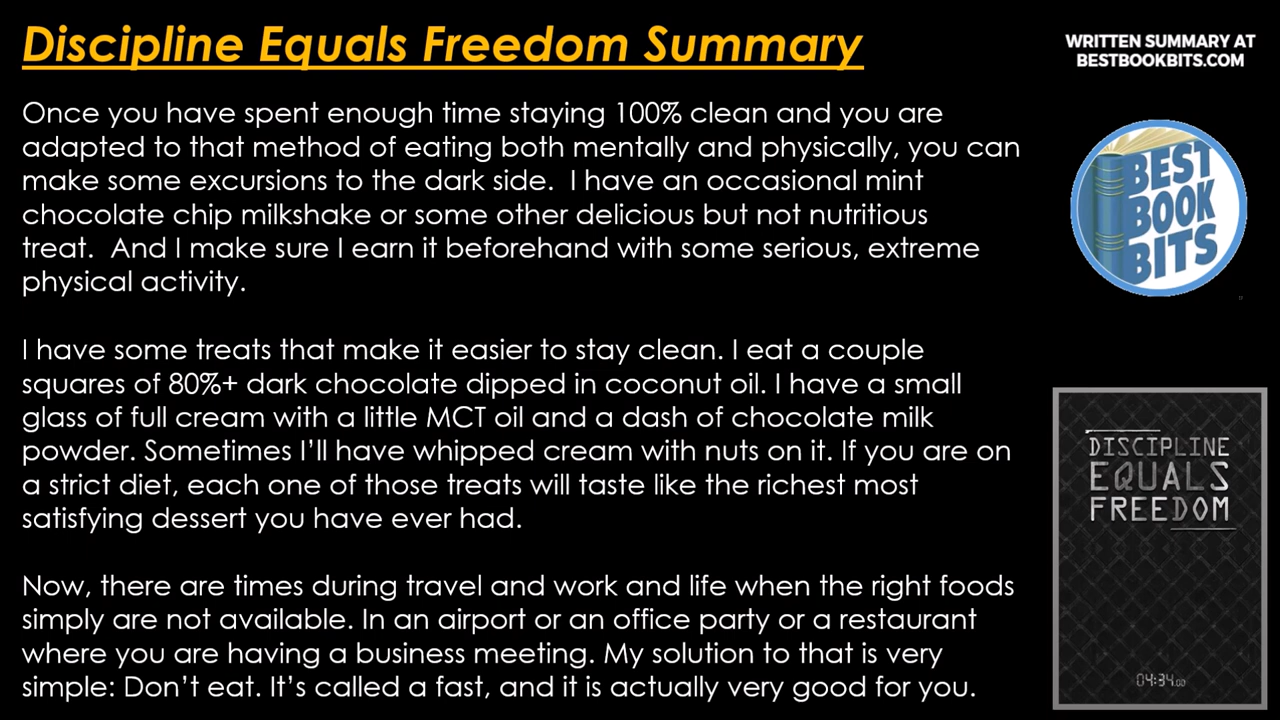 Discipline Equals Freedom Summary
WRITTEN SUMMARY AT
BESTBOOKBITS.COM
Once you have spent enough time staying 100% clean and you are
adapted to that method of eating both mentally and physically, you can
make some excursions to the dark side.  I have an occasional mint
chocolate chip milkshake or some other delicious but not nutritious
treat.  And I make sure I earn it beforehand with some serious, extreme
physical activity.
I have some treats that make it easier to stay clean. I eat a couple
squares of 80%+ dark chocolate dipped in coconut oil. I have a small
glass of full cream with a little MCT oil and a dash of chocolate milk
powder. Sometimes I’ll have whipped cream with nuts on it. If you are on
a strict diet, each one of those treats will taste like the richest most
satisfying dessert you have ever had.
Now, there are times during travel and work and life when the right foods
simply are not available. In an airport or an office party or a restaurant
where you are having a business meeting. My solution to that is very
simple: Don’t eat. It’s called a fast, and it is actually very good for you.
BEST
BOOK
BITS
DISCIPLINE
EQUALS
FREEDOM
04:34.00